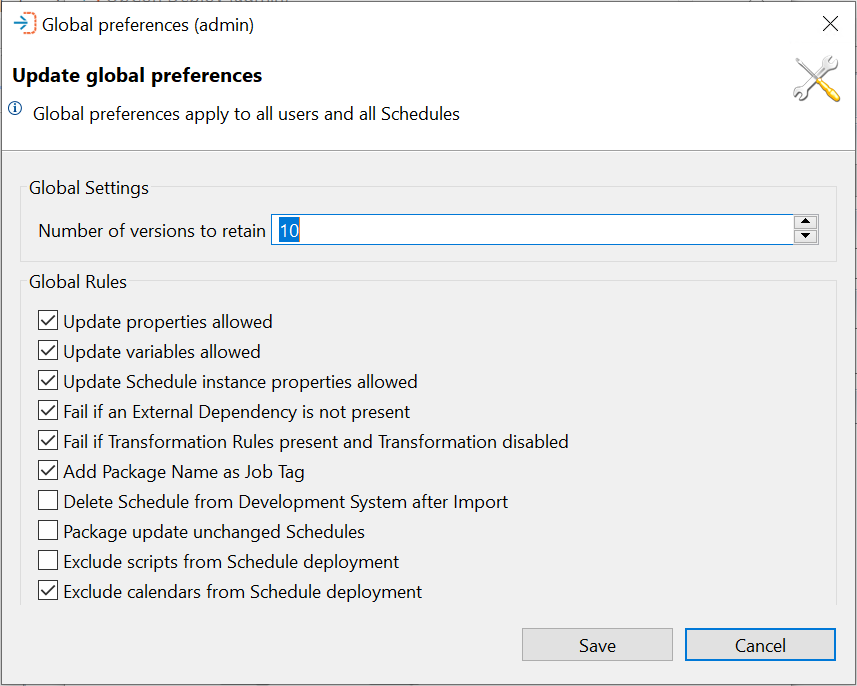 Global preferences (admin)
Update global preferences
Global preferences apply to all users and all Schedules
Global Settings
Number of versions to retain 10
Global Rules
Update properties allowed
Update variables allowed
Update Schedule instance properties allowed
Fail if an External Dependency is not present
Fail if Transformation Rules present and Transformation disabled
Add Package Name as Job Tag
Delete Schedule from Development System after Import
Package update unchanged Schedules
Exclude scripts from Schedule deployment
Exclude calendars from Schedule deployment
Save Cancel